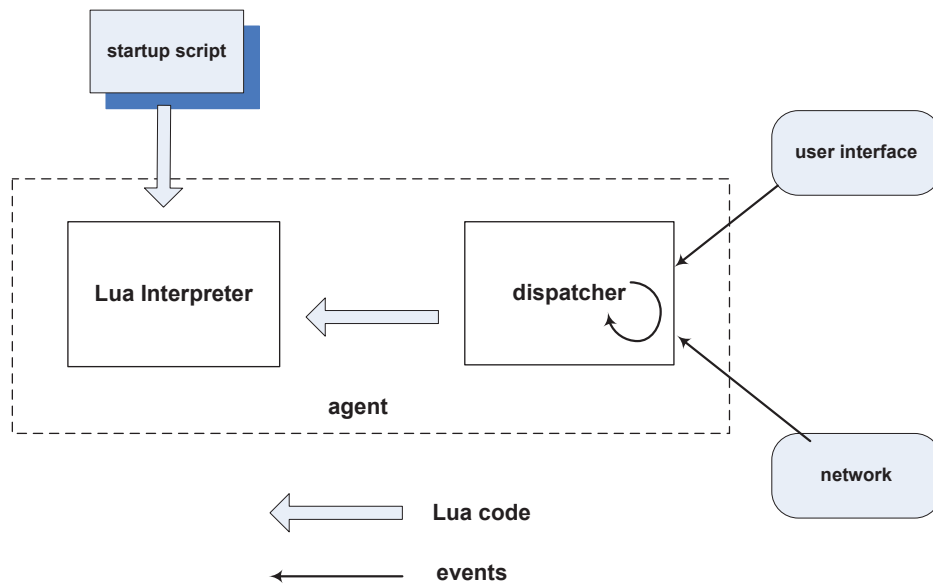 startup script
user interface
Lua Interpreter
dispatcher
agent
network
Lua code
events